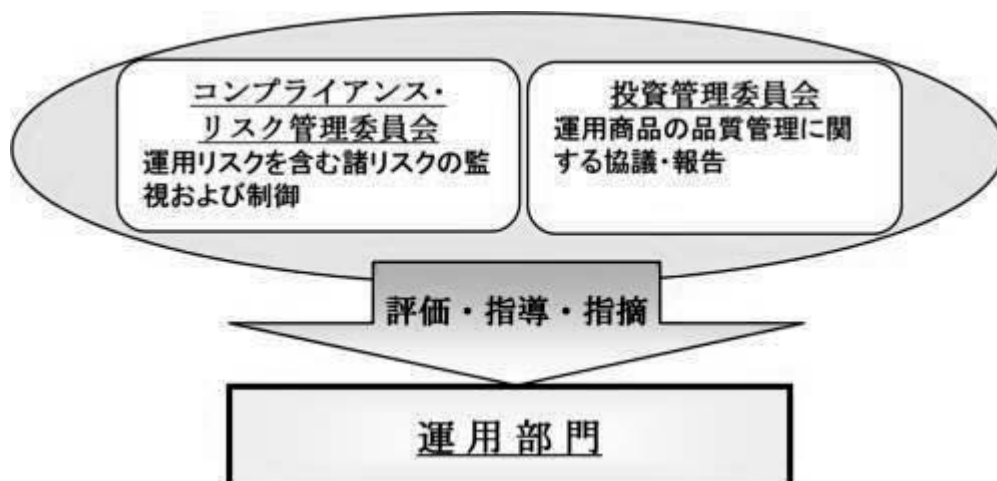 コンプライアンス・
リスク管理委員会
運用リスクを含む諸リスクの監
視および制御
投資管理委員会
運用商品の品質管理に関
する協議・報告
評価・指導・指摘
運用部門